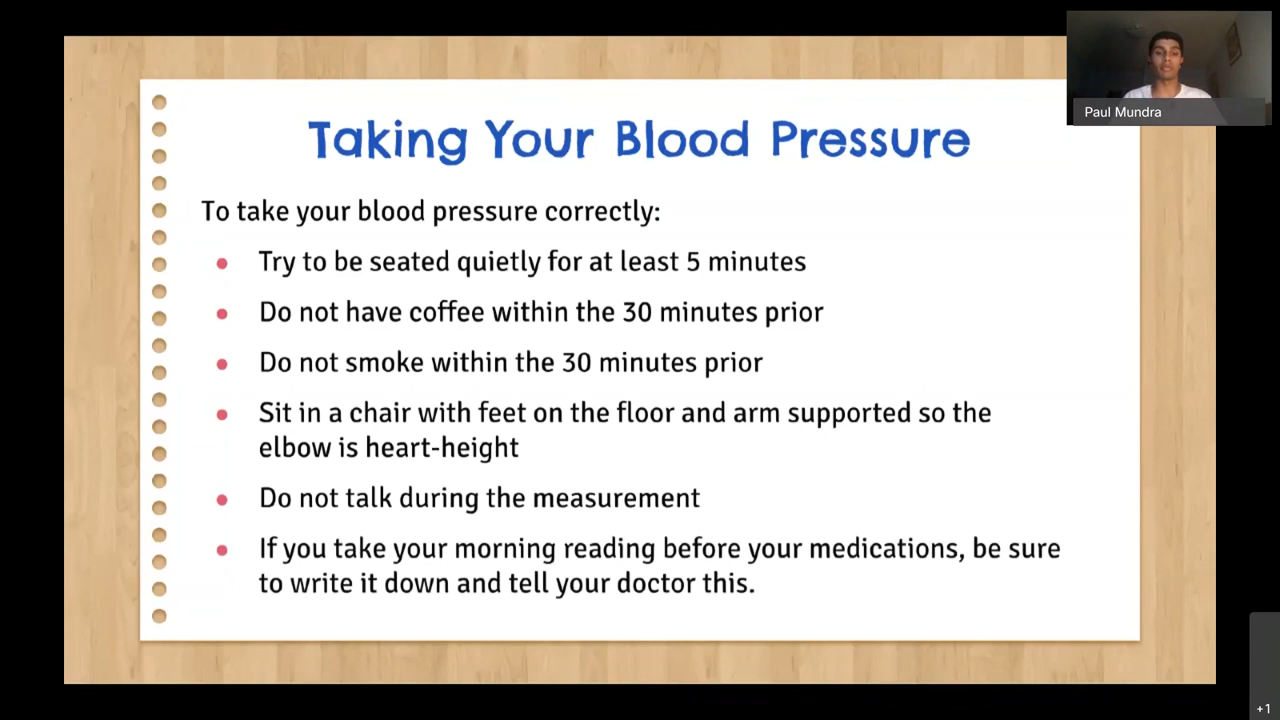 Taking Your Blood Pressure
Paul Mundra
To take your blood pressure correctly:
Try to be seated quietly for at least 5 minutes
Do not have coffee within the 30 minutes prior
Do not smoke within the 30 minutes prior
Sit in a chair with feet on the floor and arm supported so the
elbow is heart-height
Do not talk during the measurement
If you take your morning reading before your medications, be sure
to write it down and tell your doctor this.
+1